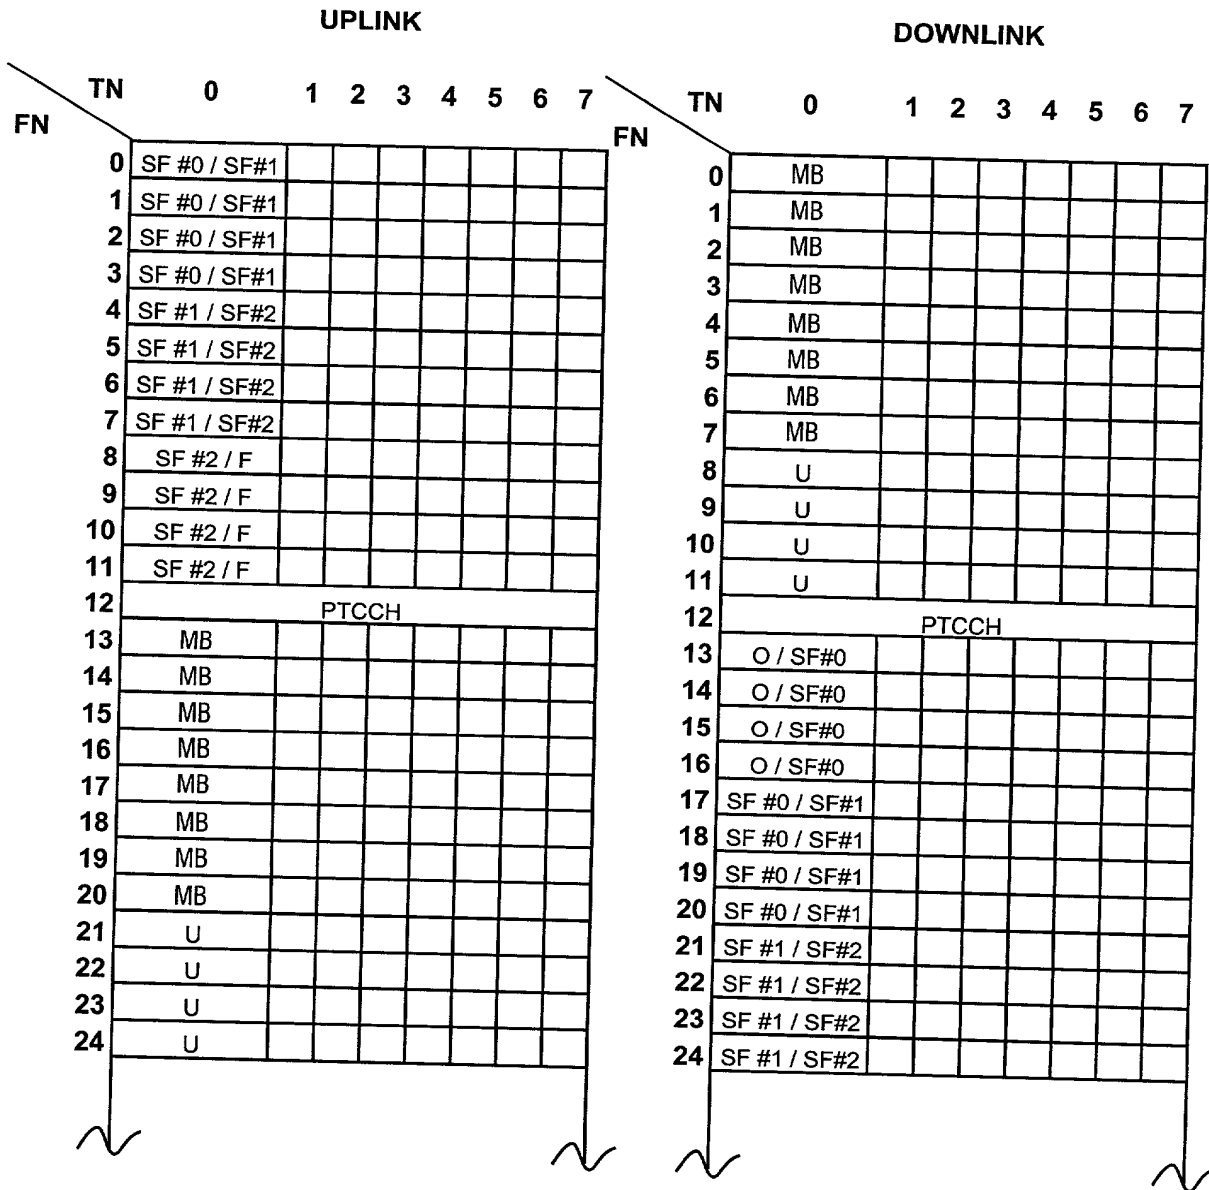 UPLINK
TN 0 1 2 3 4 5 6 7
FN
0 SF #0 / SF#1
1 SF #0 / SF#1
2 SF #0 / SF#1
3 SF #0 / SF#1
4 SF #1 / SF#2
5 SF #1 / SF#2
6 SF #1 / SF#2
7 SF #1 / SF#2
8 SF #2 / F
9 SF #2 / F
10 SF #2 / F
11 SF #2 / F
12 PTCCH
13 MB
14 MB
15 MB
16 MB
17 MB
18 MB
19 MB
20 MB
21 U
22 U
23 U
24 U
DOWNLINK
TN 0 1 2 3 4 5 6 7
FN
0 MB
1 MB
2 MB
3 MB
4 MB
5 MB
6 MB
7 MB
8 U
9 U
10 U
11 U
12 PTCCH
13 O / SF#0
14 O / SF#0
15 O / SF#0
16 O / SF#0
17 SF #0 / SF#1
18 SF #0 / SF#1
19 SF #0 / SF#1
20 SF #0 / SF#1
21 SF #1 / SF#2
22 SF #1 / SF#2
23 SF #1 / SF#2
24 SF #1 / SF#2